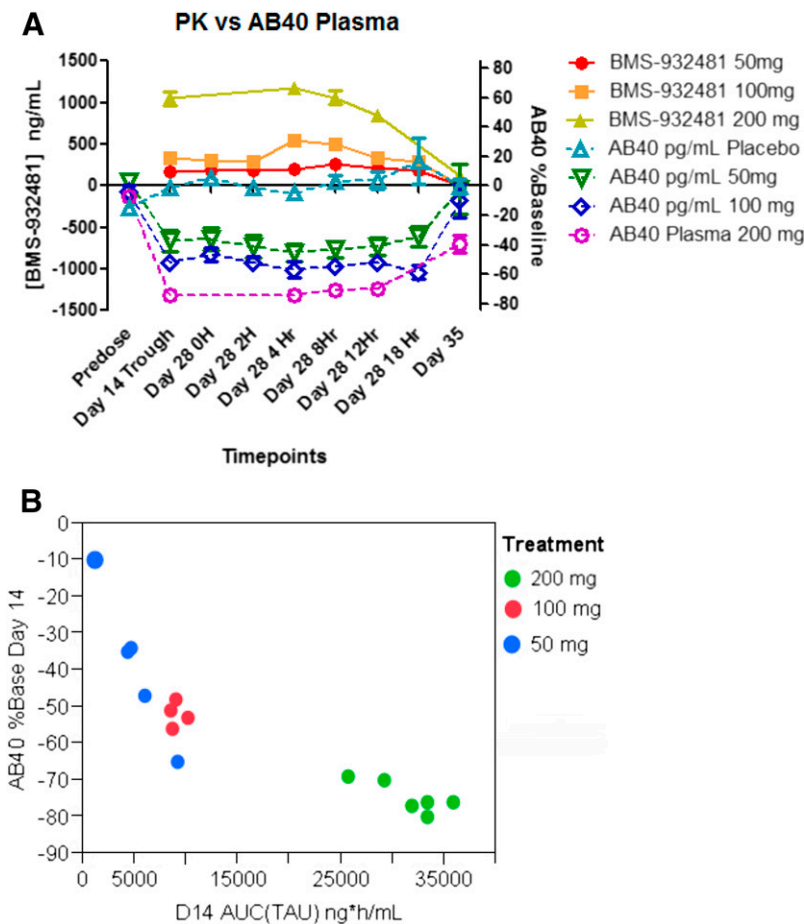 A
PK vs AB40 Plasma
1500
1000
500
0
-500
-1000
-1500
[BMS-932481] ng/mL
80
60
40
20
0
-20
-40
-60
-80
AB40 %Baseline
BMS-932481 50mg
BMS-932481 100mg
BMS-932481 200 mg
AB40 pg/mL Placebo
AB40 pg/mL 50mg
AB40 pg/mL 100 mg
AB40 Plasma 200 mg
Predose
Day 14 Trough
Day 28 0H
Day 28 2H
Day 28 4 Hr
Day 28 8Hr
Day 28 12Hr
Day 28 18 Hr
Day 35
Timepoints
B
0
-10
-20
-30
-40
-50
-60
-70
-80
-90
AB40 %Base Day 14
0
5000
15000
25000
35000
D14 AUC(TAU) ng*h/mL
Treatment
200 mg
100 mg
50 mg